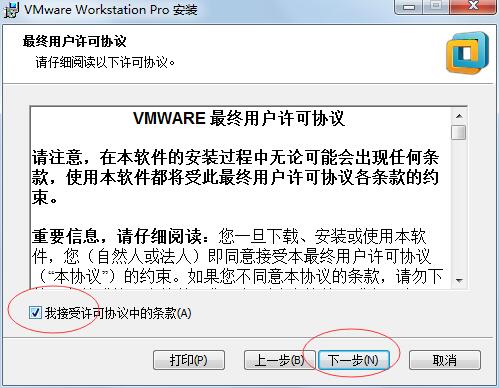 VMware Workstation Pro 安装
最终用户许可协议
请仔细阅读以下许可协议。
VMWARE 最终用户许可协议
请注意，在本软件的安装过程中无论可能会出现任何条
款，使用本软件都将受此最终用户许可协议各条款的约
束。
重要信息，请仔细阅读：您一旦下载、安装或使用本软
件，您（自然人或法人）即同意接受本最终用户许可协议
（“本协议”）的约束。如果您不同意本协议的条款，请勿下
我接受许可协议中的条款(A)
打印(P)
上一步(B)
下一步(N)
取消